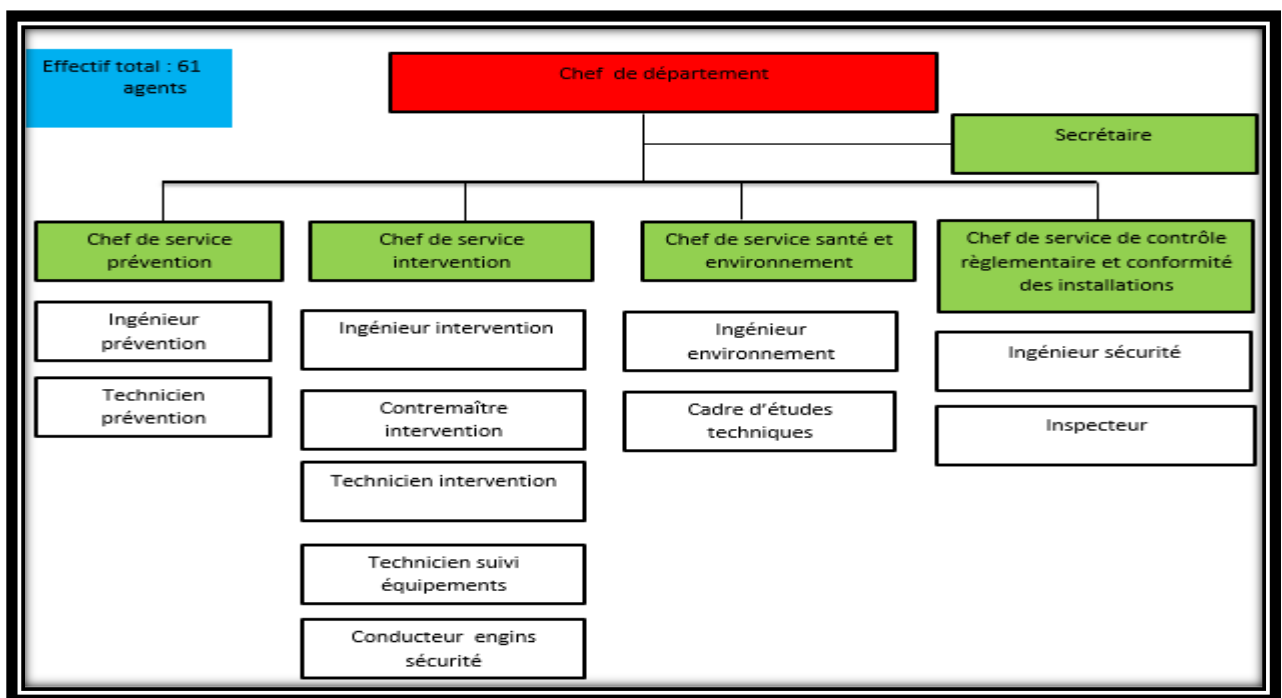 Effectif total : 61
agents
Chef de département
Secrétaire
Chef de service
prévention
Ingénieur
prévention
Technicien
prévention
Chef de service
intervention
Ingénieur intervention
Contremaître
intervention
Technicien intervention
Technicien suivi
équipements
Conducteur engins
sécurité
Chef de service santé et
environnement
Ingénieur
environnement
Cadre d'études
techniques
Chef de service de contrôle
règlementaire et conformité
des installations
Ingénieur sécurité
Inspecteur